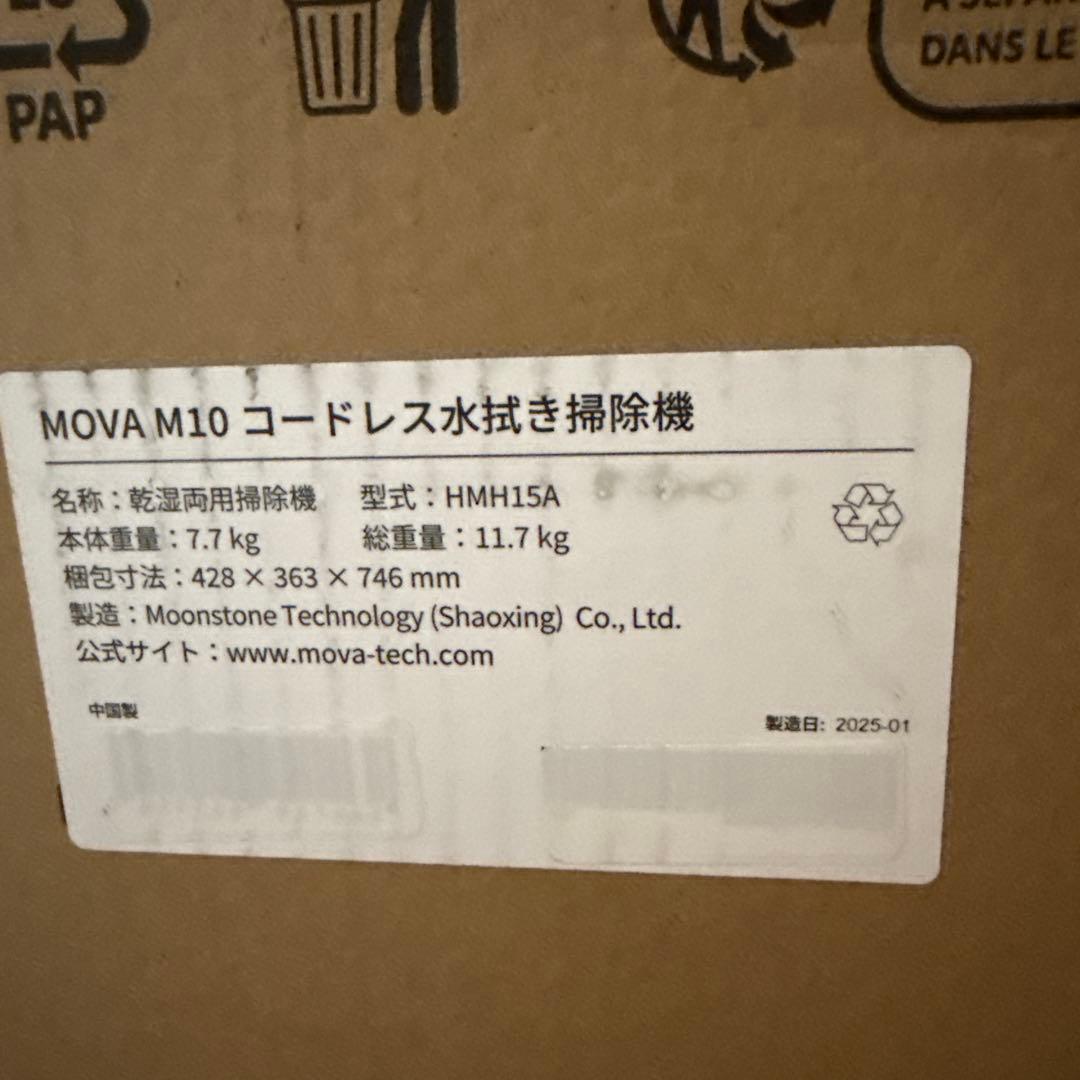 PAP
DANS LE
MOVA M10 コードレス水拭き掃除機
名称：乾湿両用掃除機 型式：HMH15A
本体重量：7.7 kg 総重量：11.7 kg
梱包寸法：428 × 363 × 746 mm
製造：Moonstone Technology (Shaoxing) Co., Ltd.
公式サイト：www.mova-tech.com
中国製
製造日: 2025-01